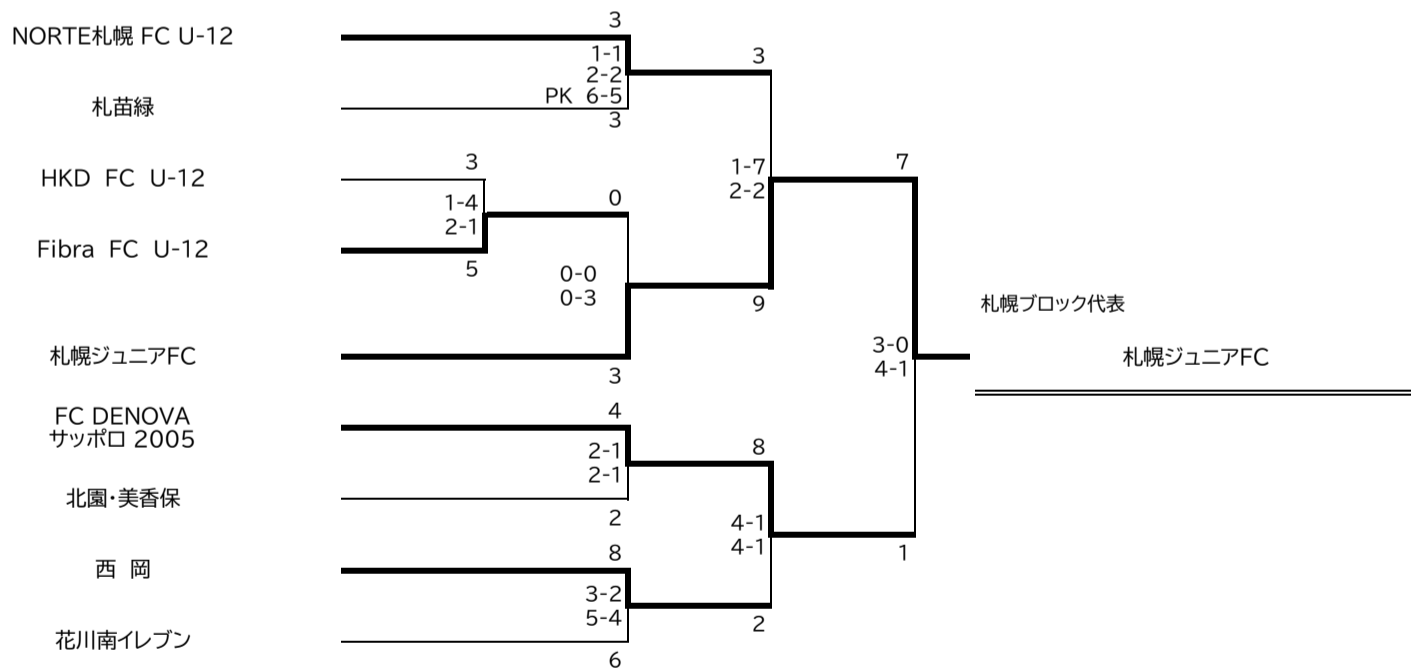 3
NORTE札幌 FC U-12
1-1
3
2-2
PK 6-5
札苗緑
3
3
1-7
7
HKD FC U-12
2-2
1-4
0
2-1
Fibra FC U-12
5
0-0
0-3
9
札幌ブロック代表
3-0
札幌ジュニアFC
札幌ジュニアFC
4-1
3
FC DENOVA
4
サッポロ 2005
2-1
8
2-1
北園・美香保
2
4-1
4-1
1
8
西 岡
3-2
5-4
2
花川南イレブン
6